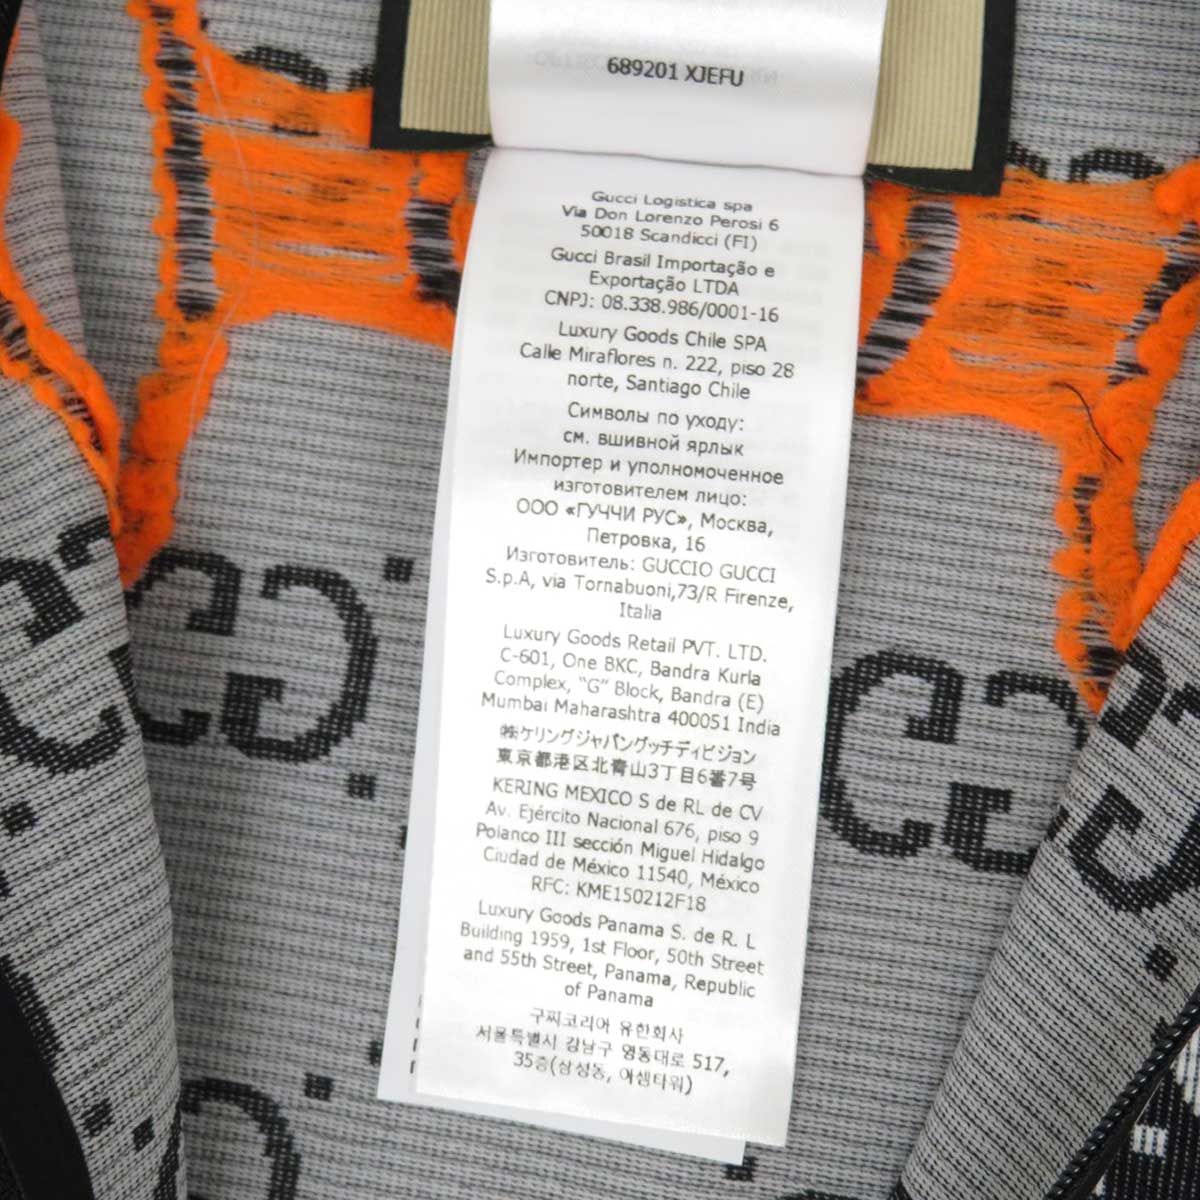 689201 XJEFU
Gucci Logistica spa
Via Don Lorenzo Perosi 6
50018 Scandicci (FI)
Gucci Brasil Importação e
Exportação LTDA
CNPJ: 08.338.986/0001-16
Luxury Goods Chile SPA
Calle Miraflores n. 222, piso 28
norte, Santiago Chile
Символы по уходу:
см. вшивной ярлык
Импортер и уполномоченное
изготовителем лицо:
ООО «ГУЧЧИ РУС», Москва,
Петровка, 16
Изготовитель: GUCCIO GUCCI
S.p.A, via Tornabuoni,73/R Firenze,
Italia
Luxury Goods Retail PVT. LTD.
C-601, One BKC, Bandra Kurla
Complex, “G” Block, Bandra (E)
Mumbai Maharashtra 400051 India
㈱ケリングジャパングッチディビジョン
東京都港区北青山3丁目6番7号
KERING MEXICO S de RL de CV
Av. Ejército Nacional 676, piso 9
Polanco III sección Miguel Hidalgo
Ciudad de México 11540, México
RFC: KME150212F18
Luxury Goods Panama S. de R. L
Building 1959, 1st Floor, 50th Street
and 55th Street, Panama, Republic
of Panama
구찌코리아 유한회사
서울특별시 강남구 영동대로 517,
35층(삼성동, 아셈타워)